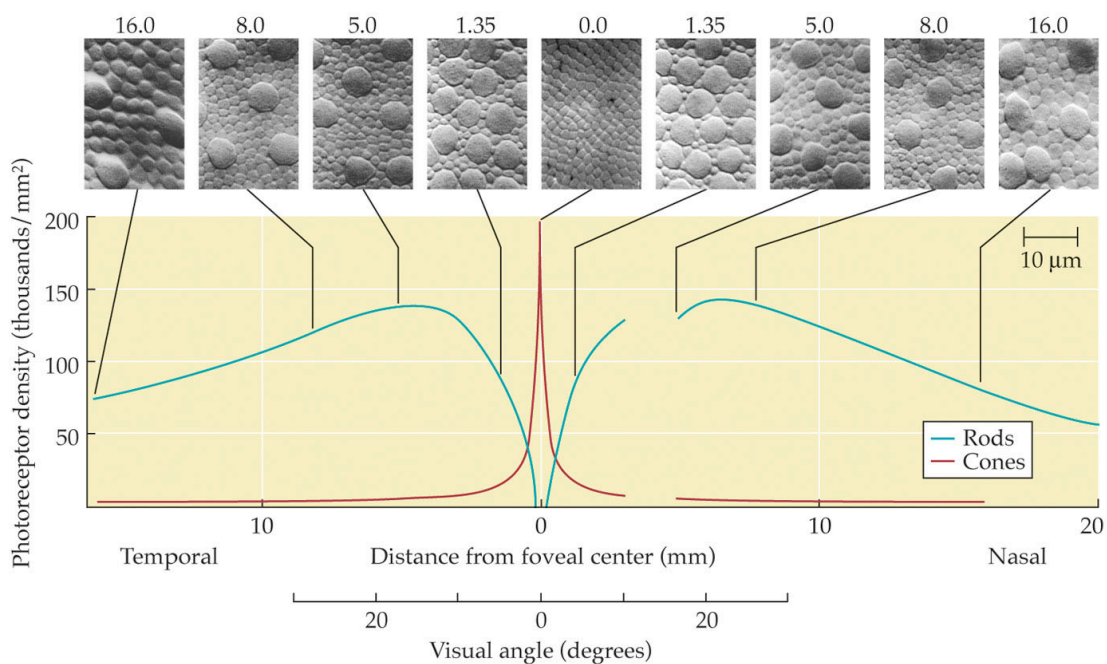 16.0 8.0 5.0 1.35 0.0 1.35 5.0 8.0 16.0
Photoreceptor density (thousands/mm²)
200
150
100
50
10 μm
Rods
Cones
10 0 10 20
Temporal Distance from foveal center (mm) Nasal
20 0 20
Visual angle (degrees)